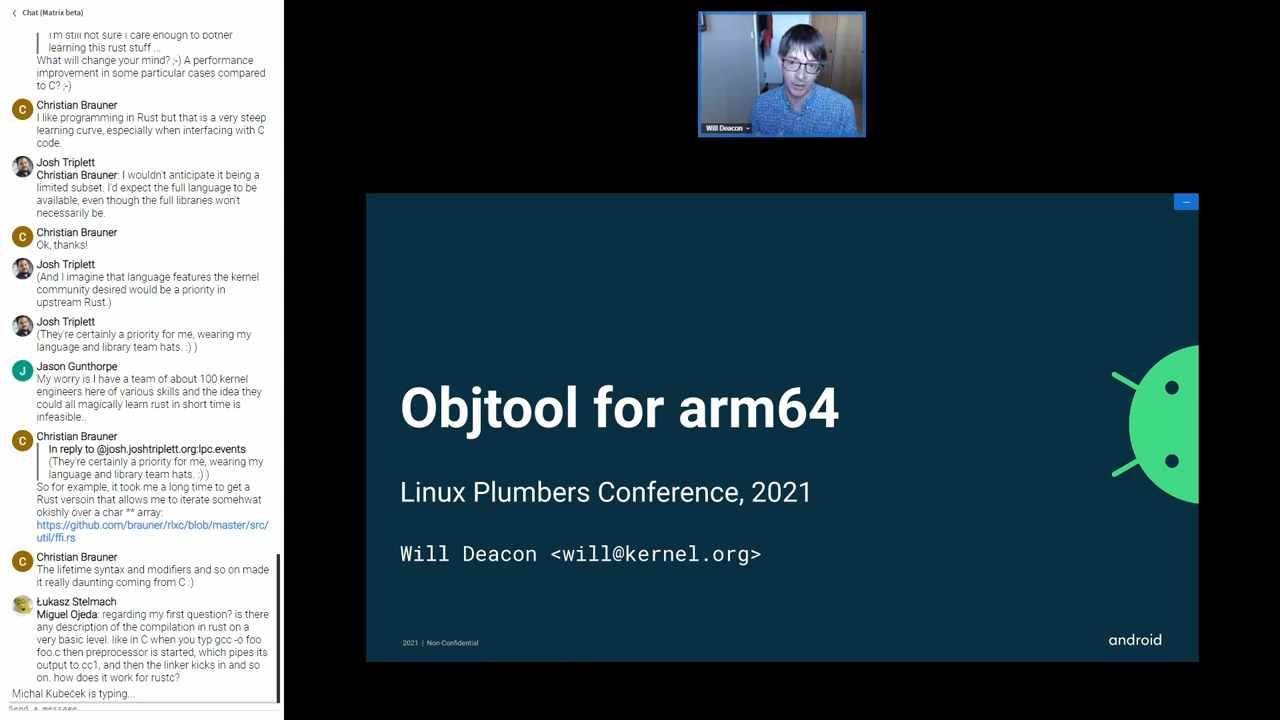 Chat (Matrix beta)
I'm still not sure I care enough to bother
learning this rust stuff ...
What will change your mind? ;-) A performance
improvement in some particular cases compared
to C? ;-)
C
Christian Brauner
I like programming in Rust but that is a very steep
learning curve, especially when interfacing with C
code.
Josh Triplett
Christian Brauner: I wouldn't anticipate it being a
limited subset. I'd expect the full language to be
available, even though the full libraries won't
necessarily be.
C
Christian Brauner
Ok, thanks!
Josh Triplett
(And I imagine that language features the kernel
community desired would be a priority in
upstream Rust.)
Josh Triplett
(They're certainly a priority for me, wearing my
language and library team hats. :) )
J
Jason Gunthorpe
My worry is I have a team of about 100 kernel
engineers here of various skills and the idea they
could all magically learn rust in short time is
infeasible..
C
Christian Brauner
In reply to @josh.joshtriplett.org:lpc.events
(They're certainly a priority for me, wearing my
language and library team hats. :) )
So for example, it took me a long time to get a
Rust versoin that allows me to iterate somehwat
okishly over a char ** array:
https://github.com/brauner/rlxc/blob/master/src/
util/ffi.rs
C
Christian Brauner
The lifetime syntax and modifiers and so on made
it really daunting coming from C :)
Łukasz Stelmach
Miguel Ojeda: regarding my first question? is there
any description of the compilation in rust on a
very basic level. like in C when you typ gcc -o foo
foo.c then preprocessor is started, which pipes its
output to cc1, and then the linker kicks in and so
on. how does it work for rustc?
Michal Kubeček is typing...
Send a message
Will Deacon
Objtool for arm64
Linux Plumbers Conference, 2021
Will Deacon <will@kernel.org>
2021 | Non-Confidential
android